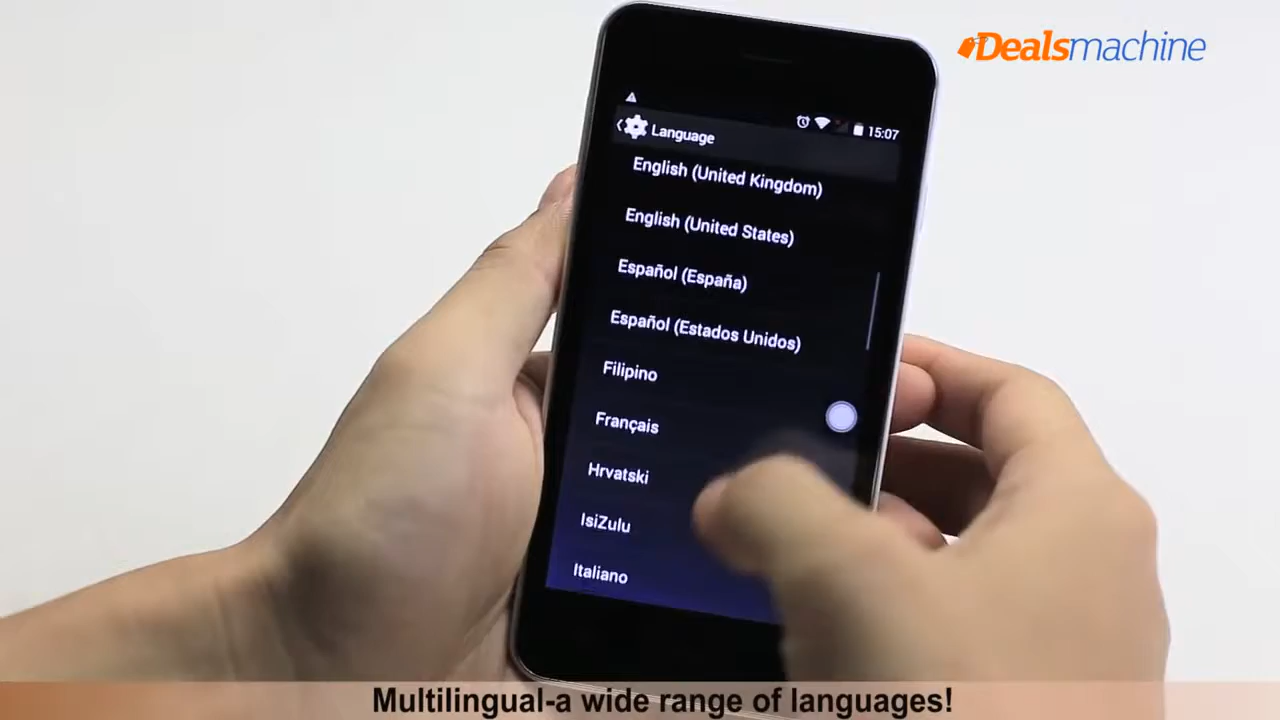 Dealsmachine
15:07
Language
English (United Kingdom)
English (United States)
Español (España)
Español (Estados Unidos)
Filipino
Français
Hrvatski
IsiZulu
Italiano
Multilingual-a wide range of languages!